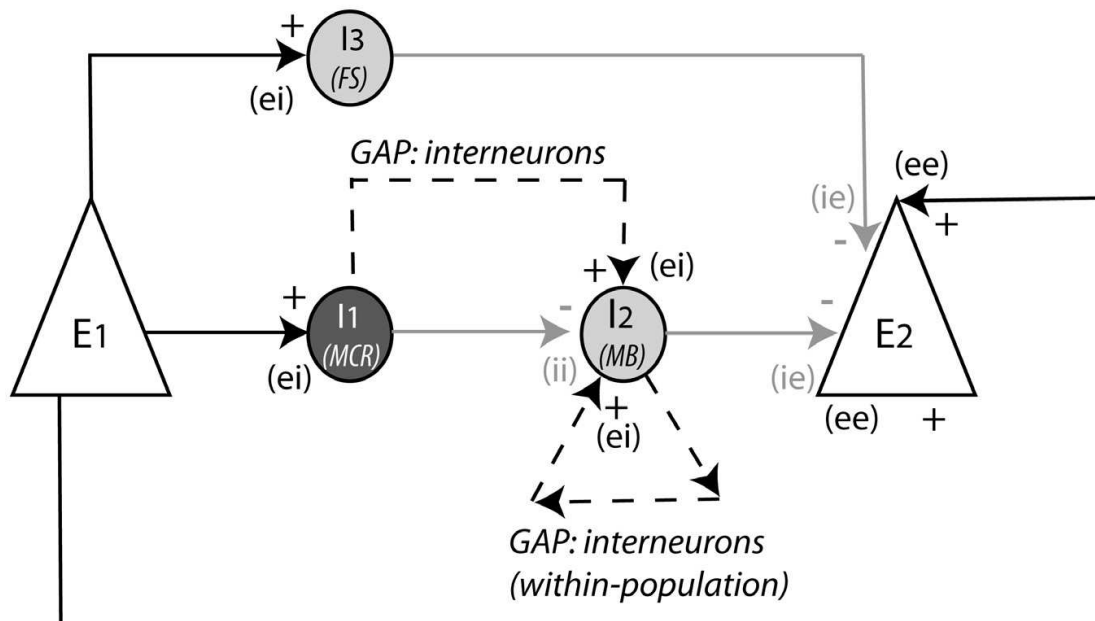 +
I3
(FS)
(ei)
GAP: interneurons
(ee)
(ie)
+
-
+
I1
(MCR)
(ei)
E1
-
(ii)
+
(ei)
I2
(MB)
-
(ie)
E2
(ee)
+
+
(ei)
GAP: interneurons
(within-population)